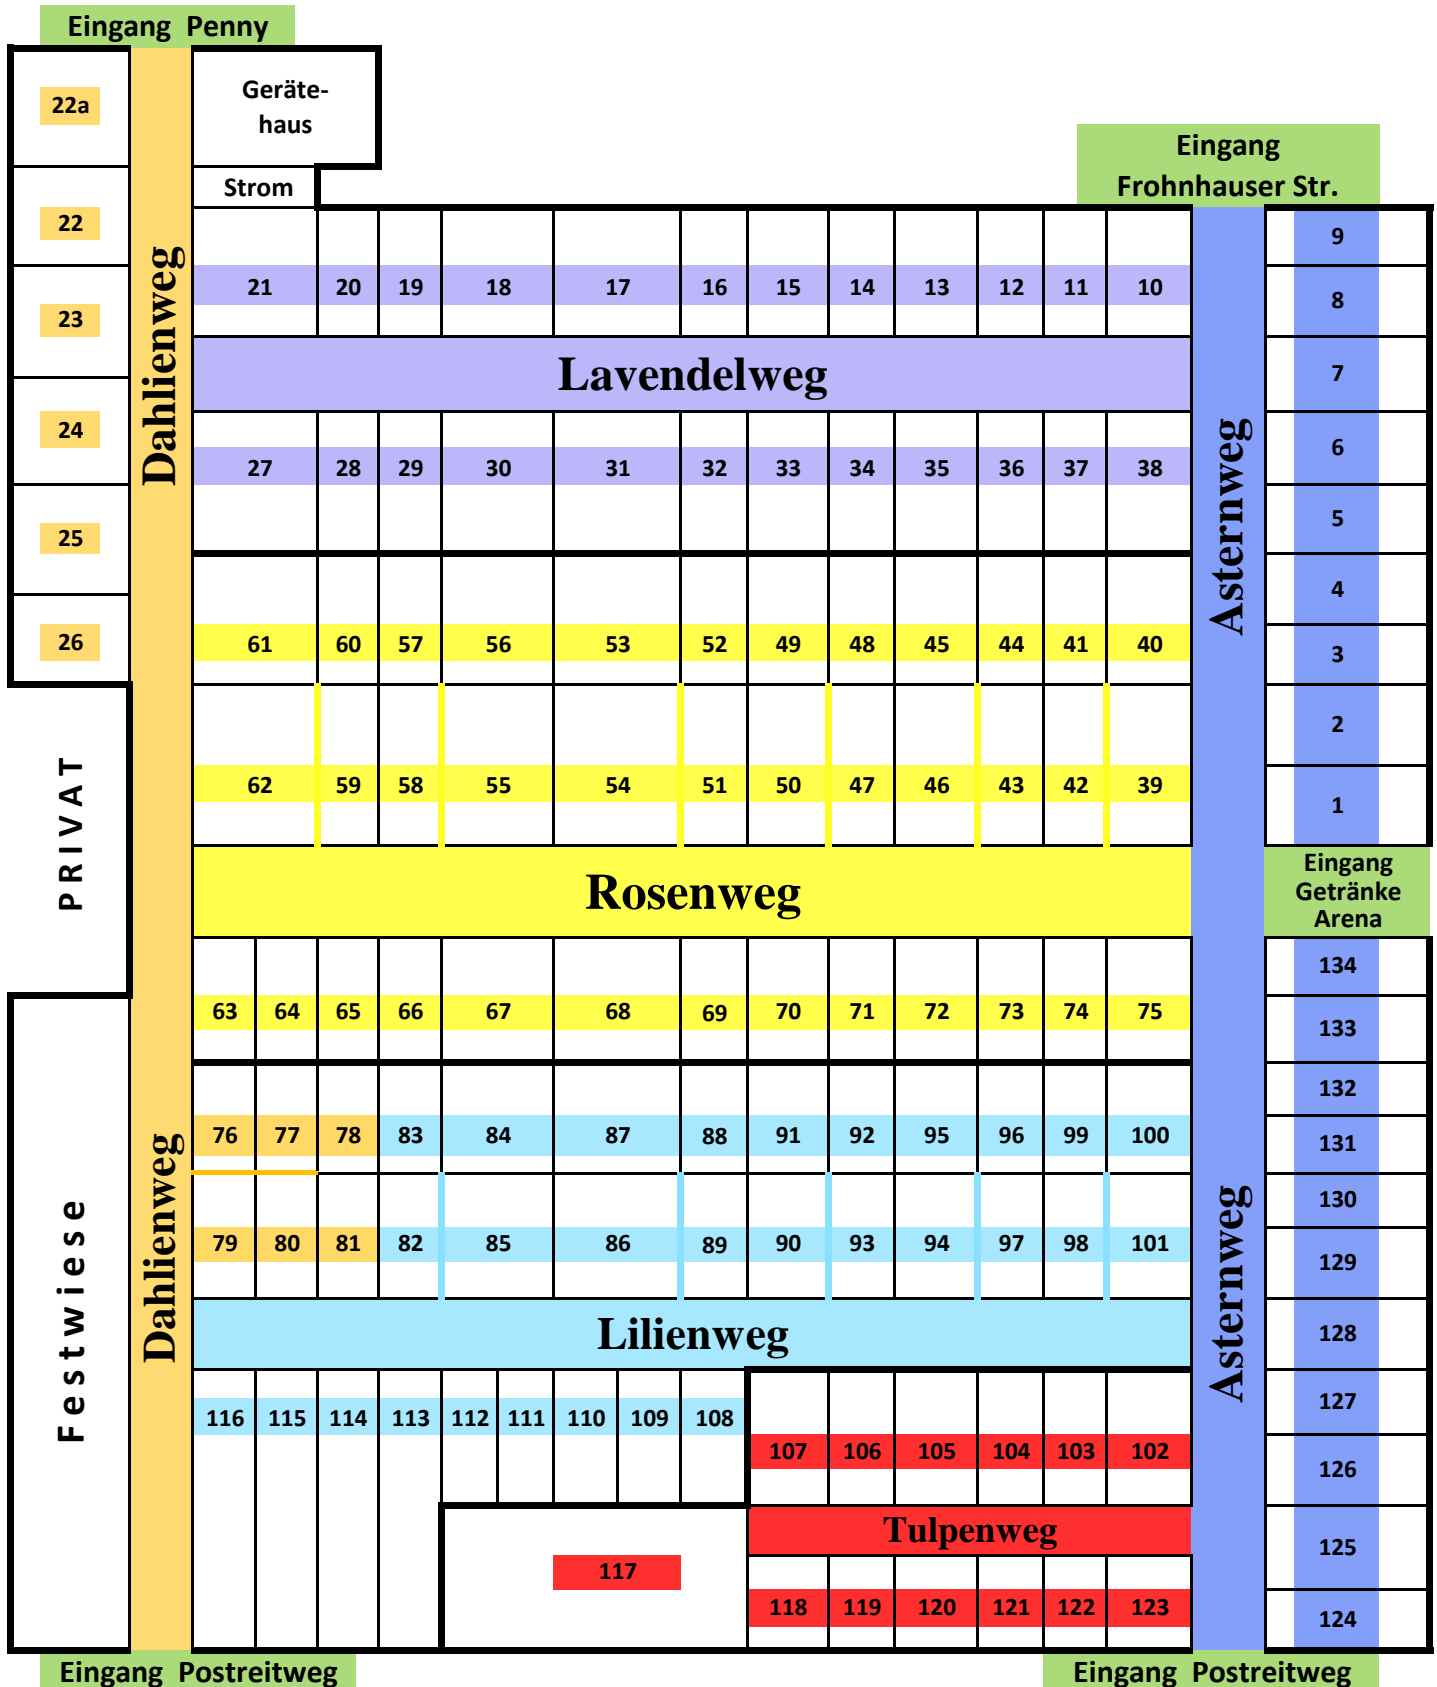 Eingang Penny
22a
Geräte-
haus
Eingang
Frohnhauser Str.
Strom
22
9
21 20 19 18 17 16 15 14 13 12 11 10
8
23
Dahlienweg
Lavendelweg
7
24
6
27 28 29 30 31 32 33 34 35 36 37 38
Asternweg
5
25
4
26
61 60 57 56 53 52 49 48 45 44 41 40
3
2
62 59 58 55 54 51 50 47 46 43 42 39
1
PRIVAT
Rosenweg
Eingang
Getränke
Arena
134
63 64 65 66 67 68 69 70 71 72 73 74 75
133
132
76 77 78 83 84 87 88 91 92 95 96 99 100
131
130
79 80 81 82 85 86 89 90 93 94 97 98 101
129
Festwiese
Dahlienweg
Lilienweg
Asternweg
128
127
116 115 114 113 112 111 110 109 108
107 106 105 104 103 102
126
Tulpenweg
125
117
118 119 120 121 122 123
124
Eingang Postreitweg
Eingang Postreitweg